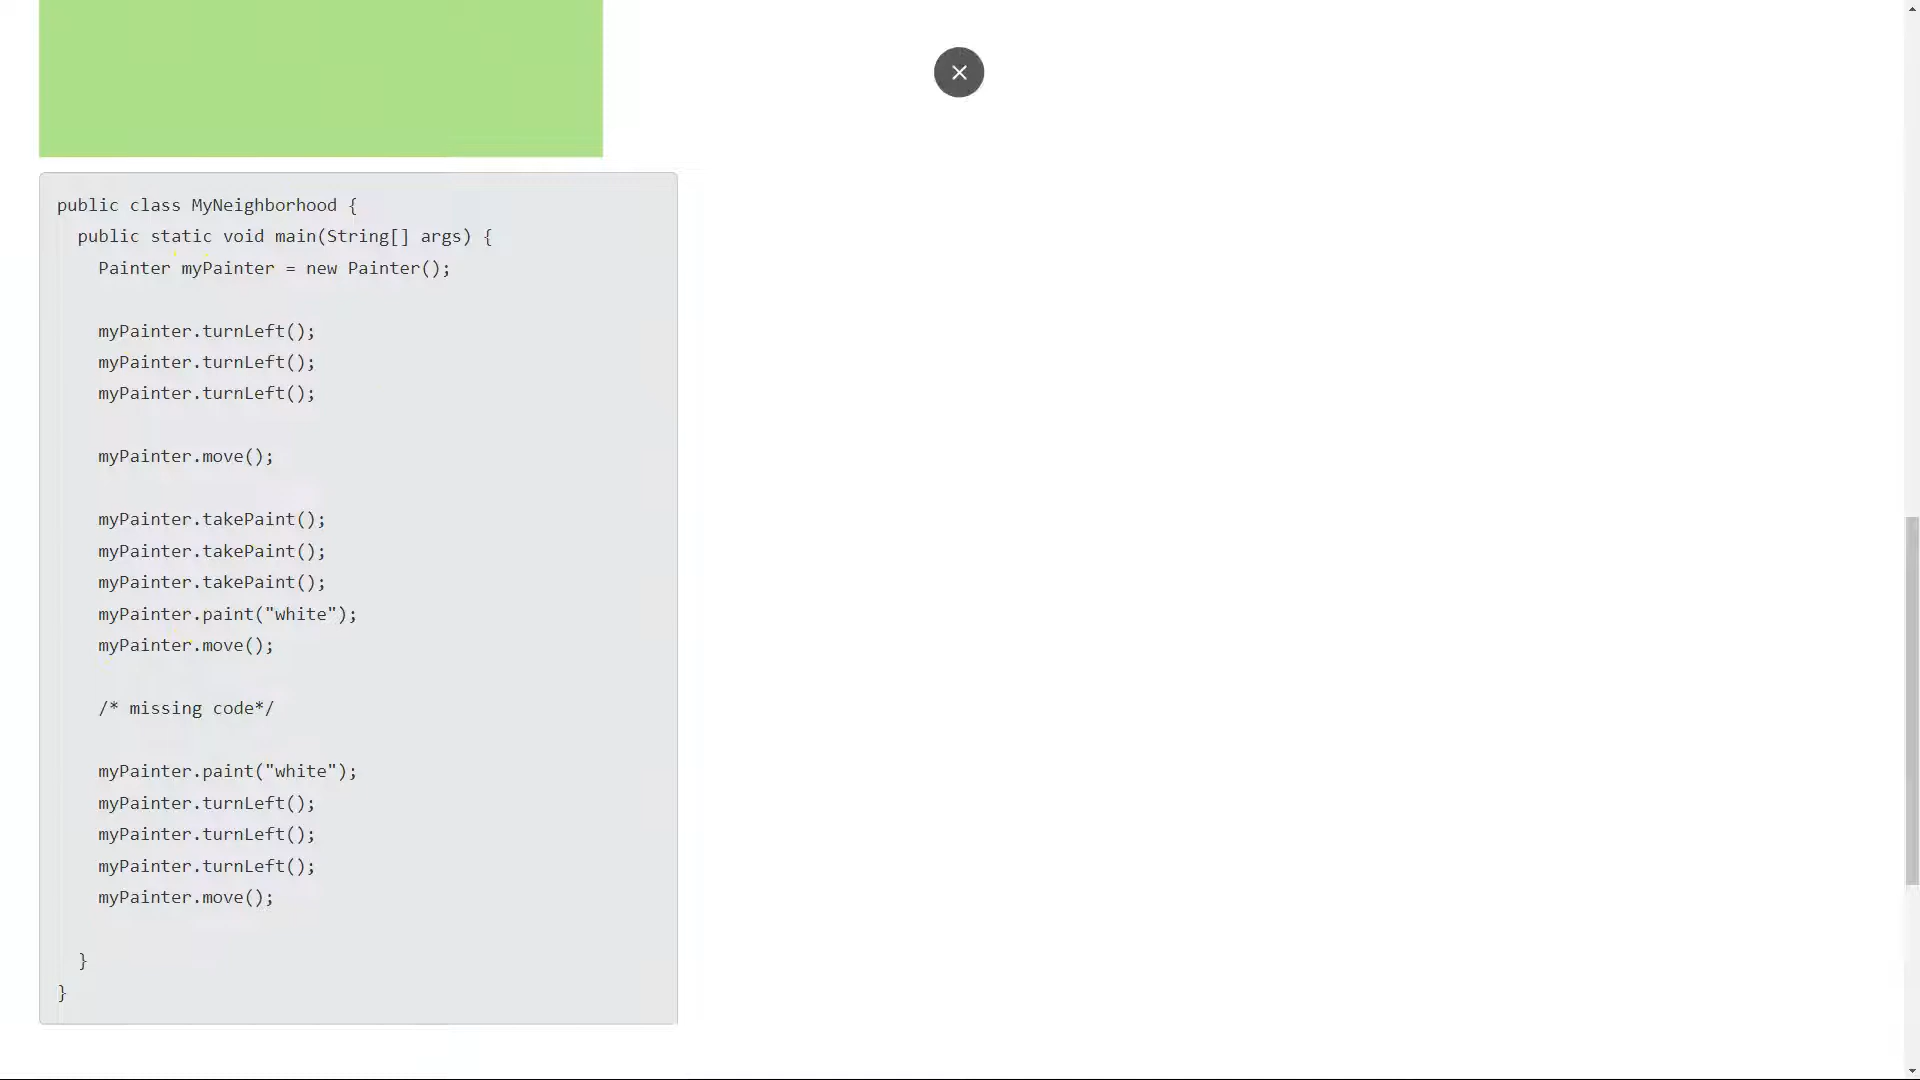 public class MyNeighborhood {
  public static void main(String[] args) {
    Painter myPainter = new Painter();

    myPainter.turnLeft();
    myPainter.turnLeft();
    myPainter.turnLeft();

    myPainter.move();

    myPainter.takePaint();
    myPainter.takePaint();
    myPainter.takePaint();
    myPainter.paint("white");
    myPainter.move();

    /* missing code*/

    myPainter.paint("white");
    myPainter.turnLeft();
    myPainter.turnLeft();
    myPainter.turnLeft();
    myPainter.move();

  }
}